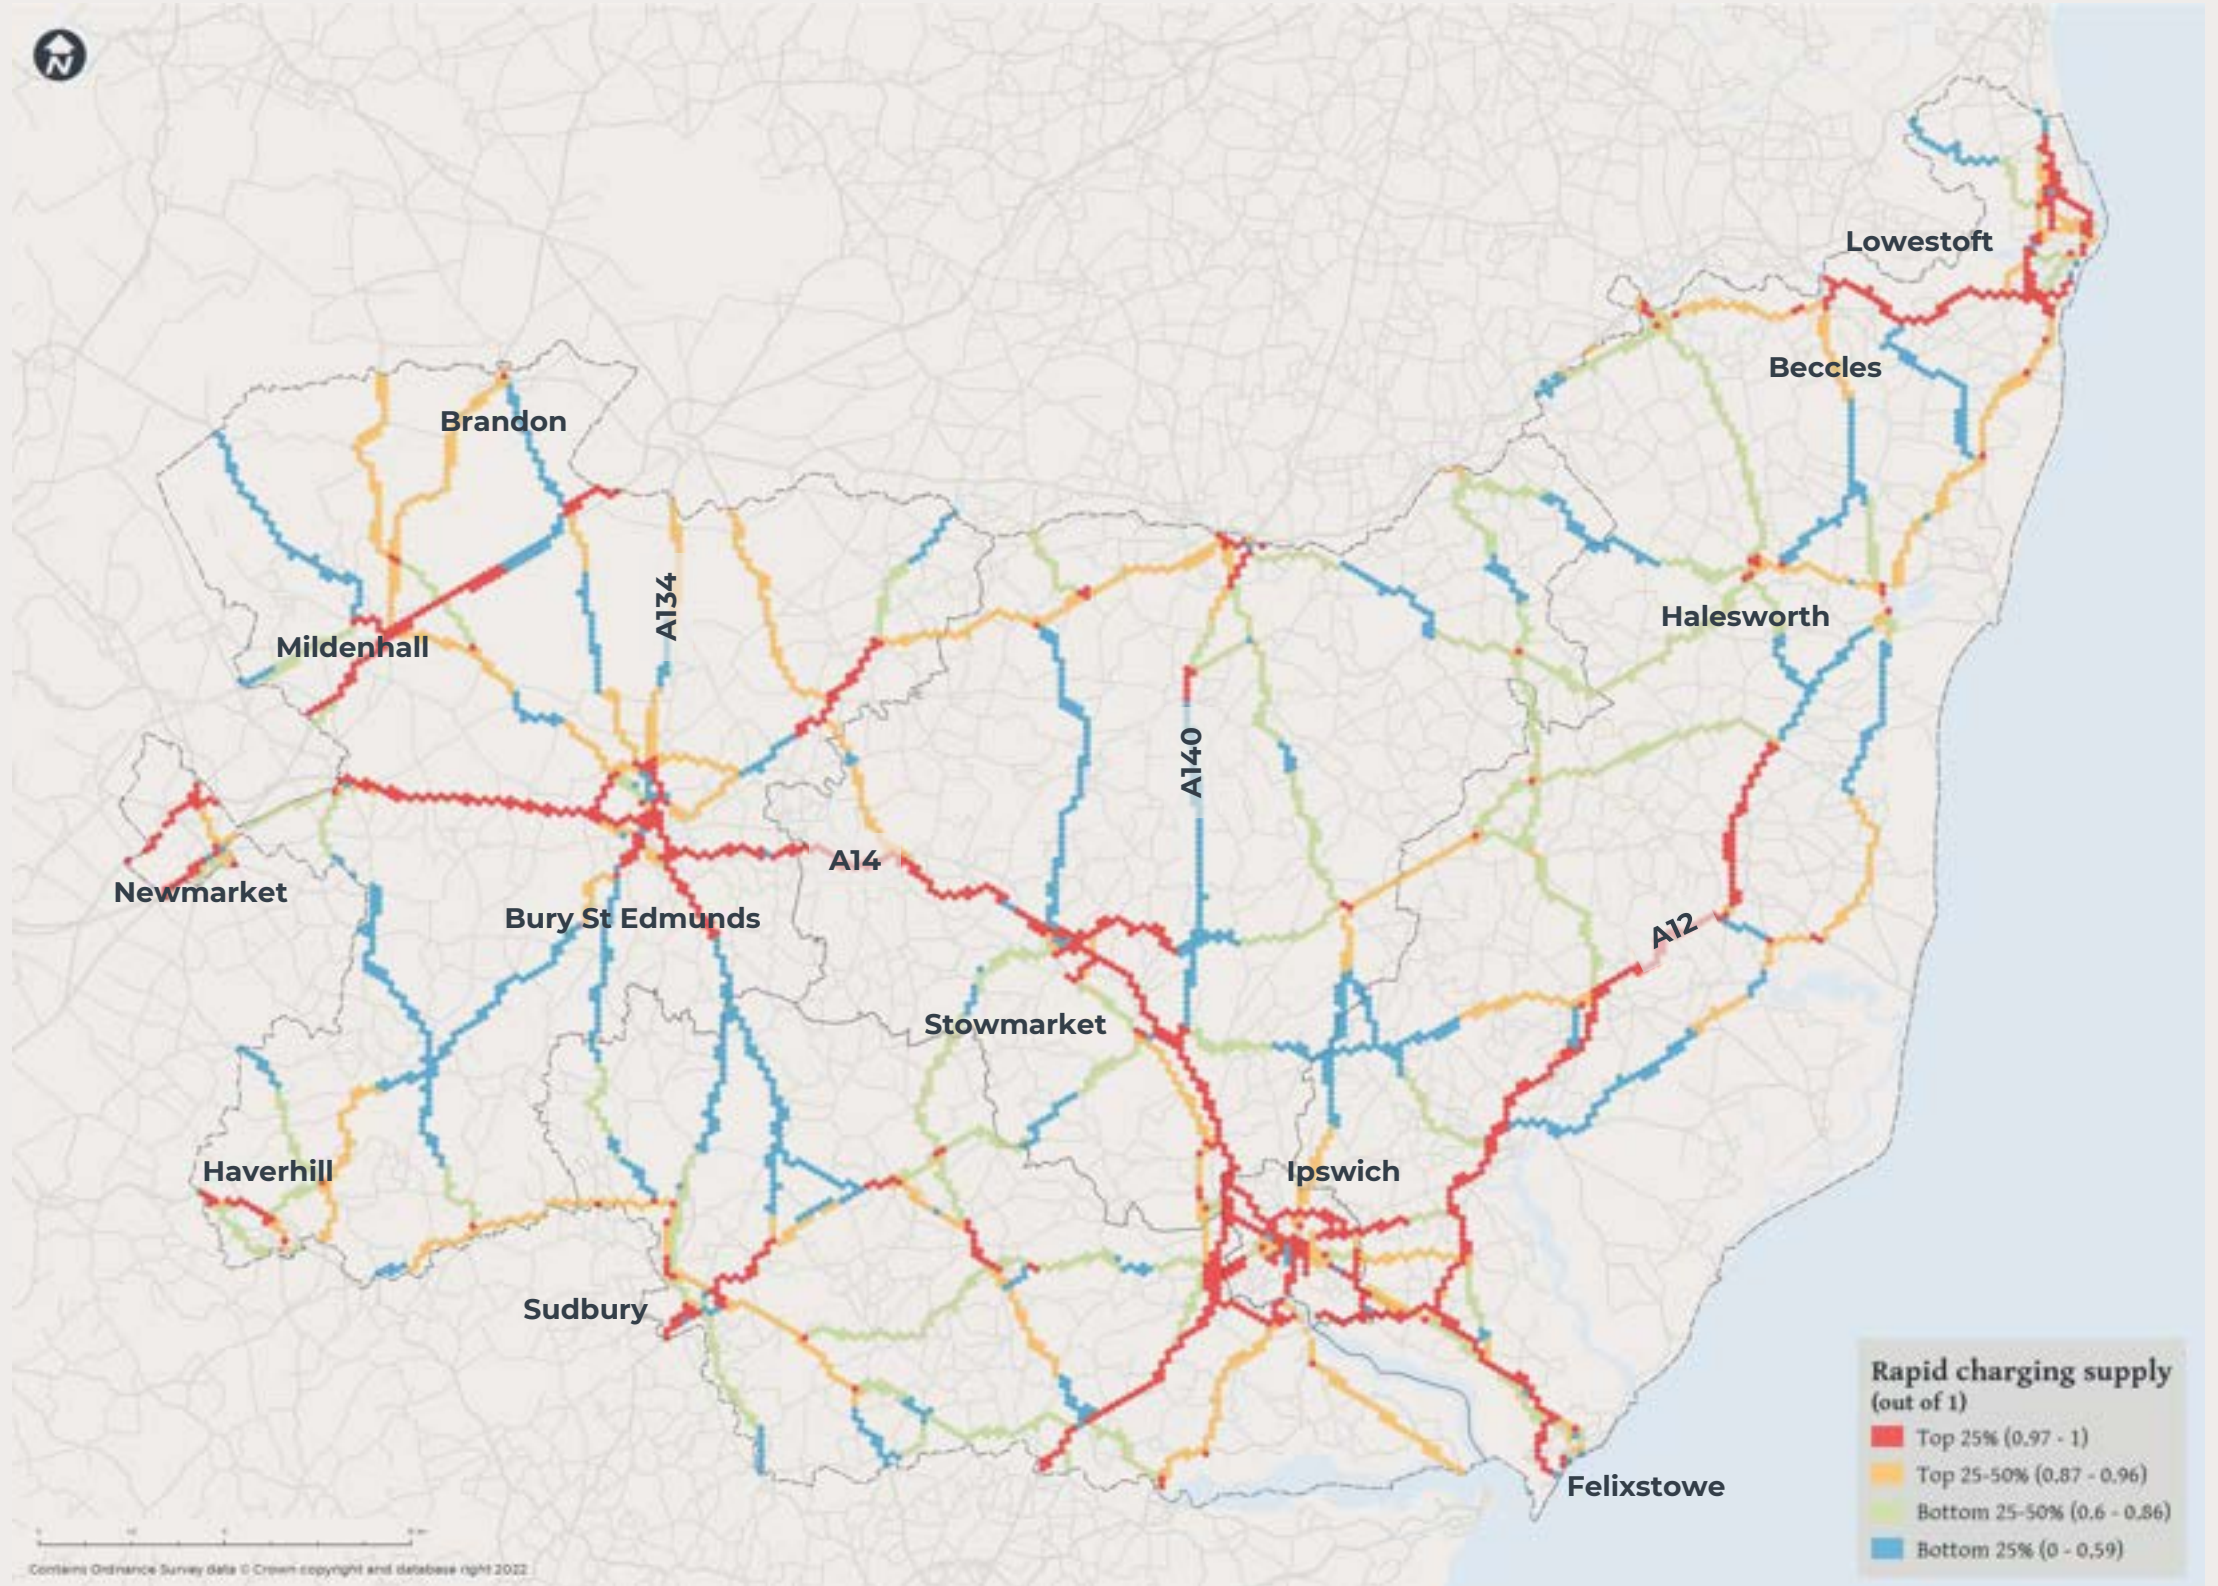 N
Lowestoft
Beccles
Brandon
A134
Halesworth
Mildenhall
A140
A14
Newmarket
Bury St Edmunds
A12
Stowmarket
Haverhill
Ipswich
Sudbury
Felixstowe
Rapid charging supply
(out of 1)
Top 25% (0.97 - 1)
Top 25-50% (0.87 - 0.96)
Bottom 25-50% (0.6 - 0.86)
Bottom 25% (0 - 0.59)
Contains Ordnance Survey data © Crown copyright and database right 2022